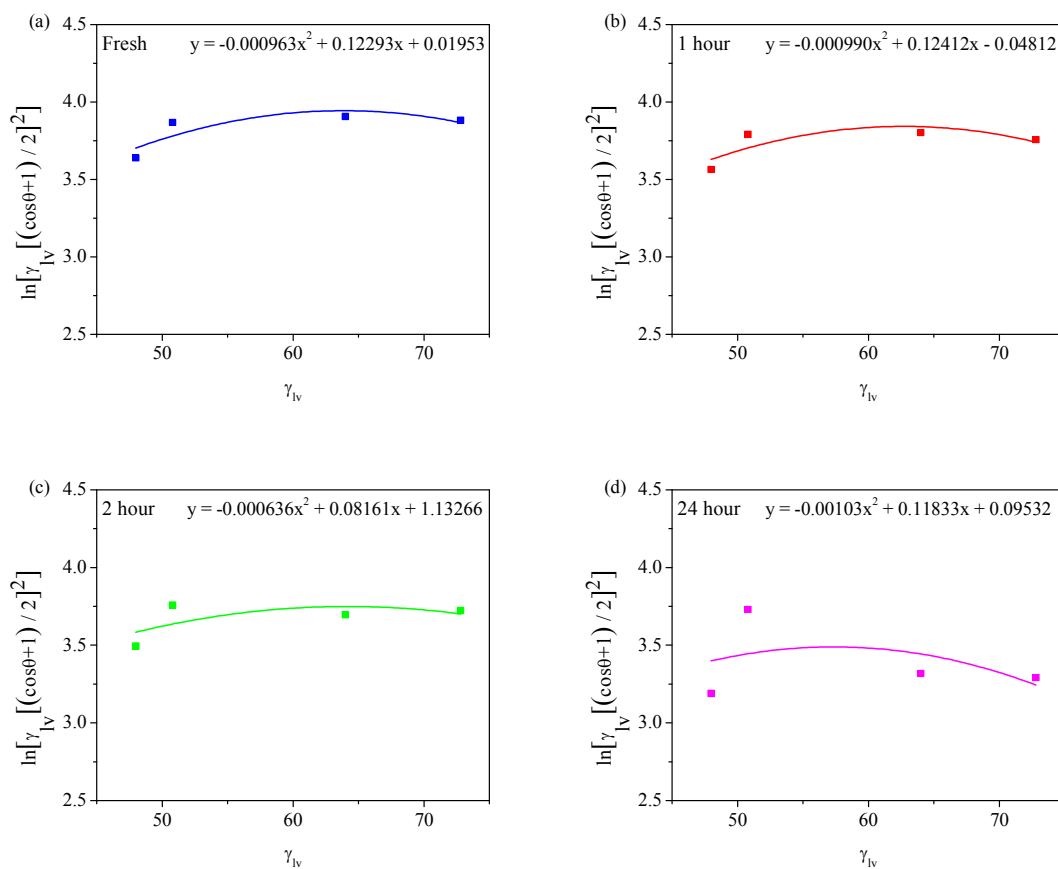 (a)
Fresh y = -0.000963x² + 0.12293x + 0.01953
4.5
4.0
3.5
3.0
2.5
50 60 70
ln[γlv[(cosθ+1) / 2]²]
γlv
(b)
1 hour y = -0.000990x² + 0.12412x - 0.04812
4.5
4.0
3.5
3.0
2.5
50 60 70
ln[γlv[(cosθ+1) / 2]²]
γlv
(c)
2 hour y = -0.000636x² + 0.08161x + 1.13266
4.5
4.0
3.5
3.0
2.5
50 60 70
ln[γlv[(cosθ+1) / 2]²]
γlv
(d)
24 hour y = -0.00103x² + 0.11833x + 0.09532
4.5
4.0
3.5
3.0
2.5
50 60 70
ln[γlv[(cosθ+1) / 2]²]
γlv